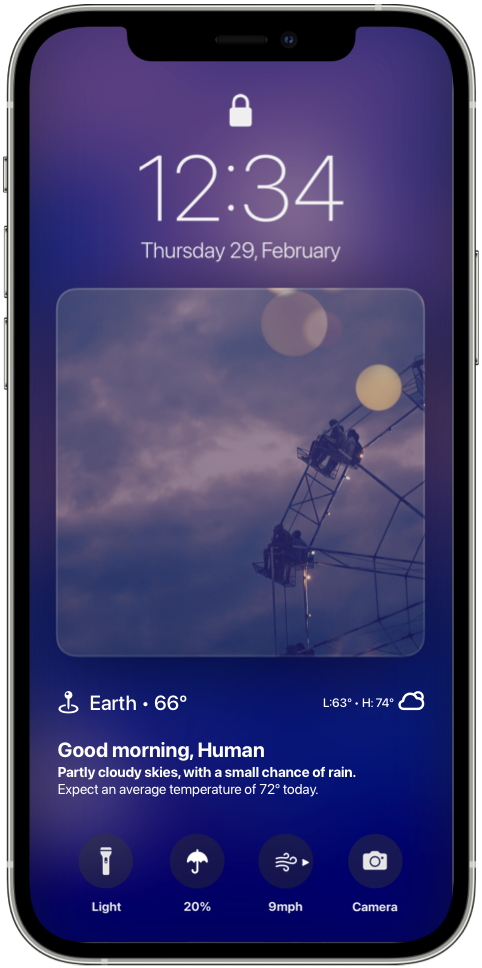 12:34
Thursday 29, February
Earth • 66°
L:63° • H: 74°
Good morning, Human
Partly cloudy skies, with a small chance of rain.
Expect an average temperature of 72° today.
Light
20%
9mph
Camera